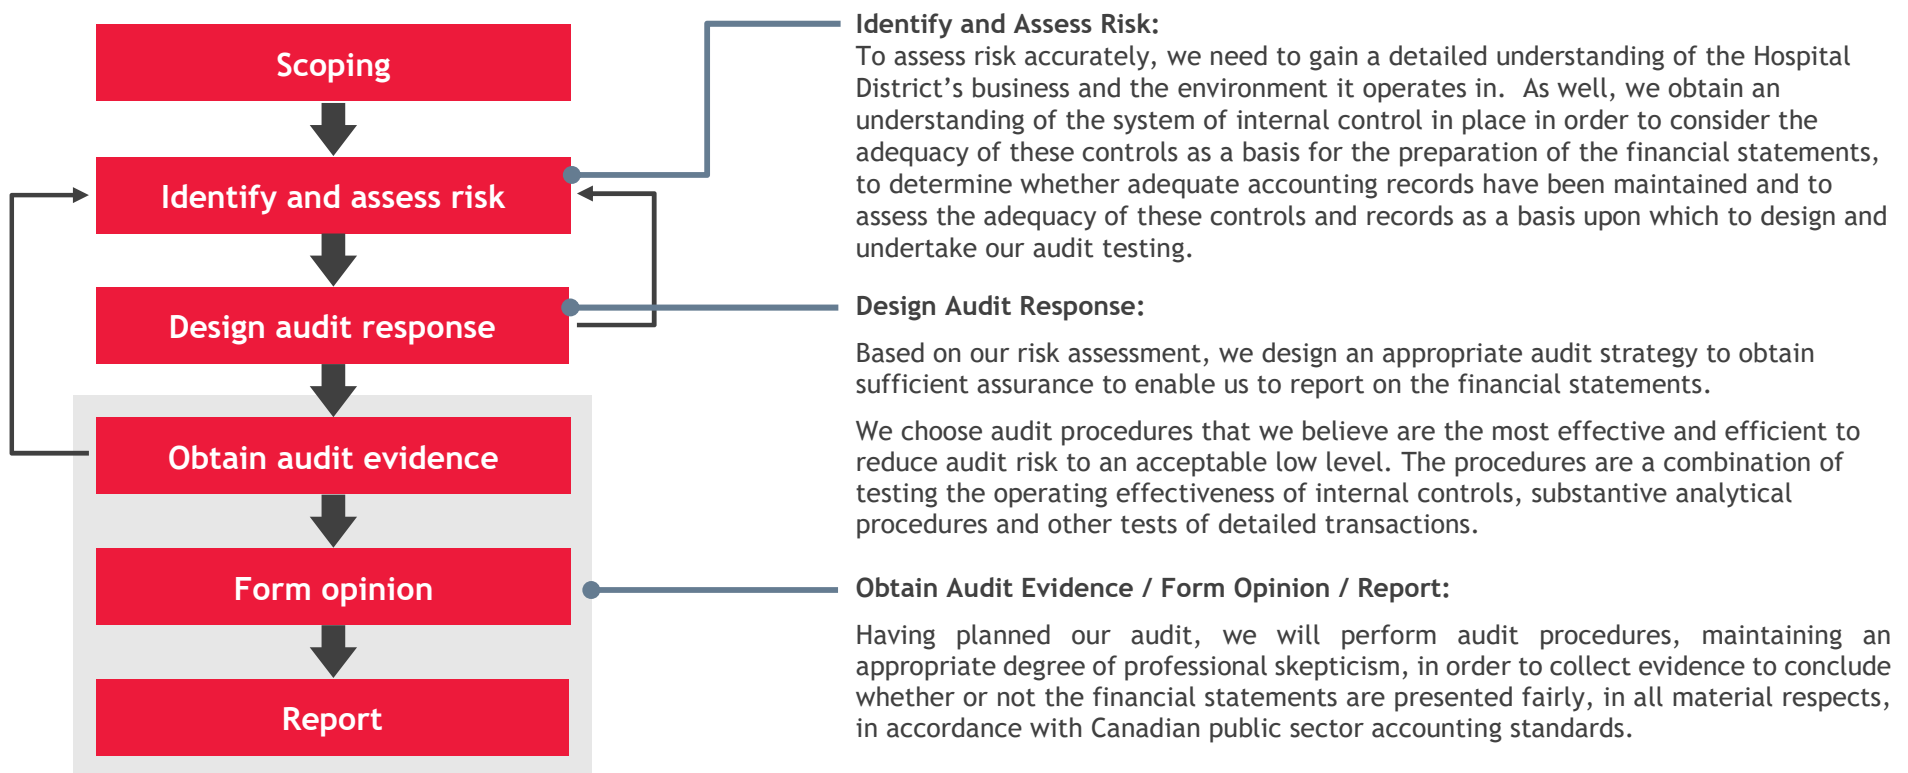 Scoping
Identify and assess risk
Design audit response
Obtain audit evidence
Form opinion
Report
Identify and Assess Risk:
To assess risk accurately, we need to gain a detailed understanding of the Hospital
District’s business and the environment it operates in.  As well, we obtain an
understanding of the system of internal control in place in order to consider the
adequacy of these controls as a basis for the preparation of the financial statements,
to determine whether adequate accounting records have been maintained and to
assess the adequacy of these controls and records as a basis upon which to design and
undertake our audit testing.
Design Audit Response:
Based on our risk assessment, we design an appropriate audit strategy to obtain
sufficient assurance to enable us to report on the financial statements.
We choose audit procedures that we believe are the most effective and efficient to
reduce audit risk to an acceptable low level. The procedures are a combination of
testing the operating effectiveness of internal controls, substantive analytical
procedures and other tests of detailed transactions.
Obtain Audit Evidence / Form Opinion / Report:
Having planned our audit, we will perform audit procedures, maintaining an
appropriate degree of professional skepticism, in order to collect evidence to conclude
whether or not the financial statements are presented fairly, in all material respects,
in accordance with Canadian public sector accounting standards.